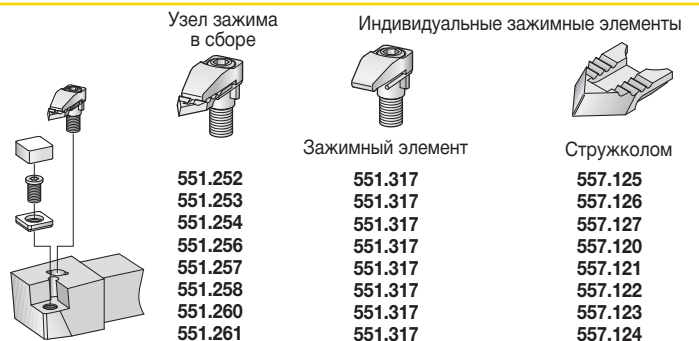 Узел зажима
в сборе
Индивидуальные зажимные элементы
Зажимный элемент
Стружколом
551.252 551.317 557.125
551.253 551.317 557.126
551.254 551.317 557.127
551.256 551.317 557.120
551.257 551.317 557.121
551.258 551.317 557.122
551.260 551.317 557.123
551.261 551.317 557.124